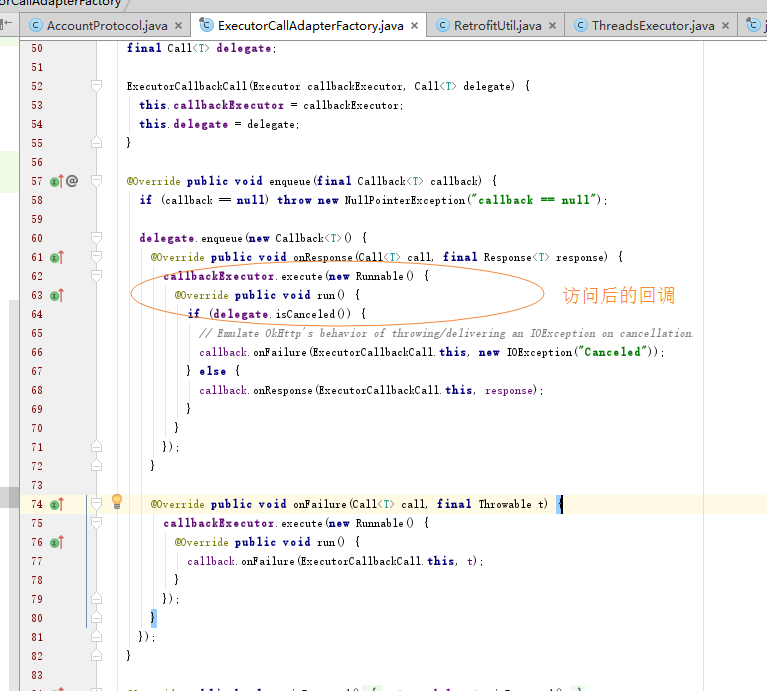 orCallAdapterFactory
AccountProtocol.java × ExecutorCallAdapterFactory.java × RetrofitUtil.java × ThreadsExecutor.java × j
50 final Call<T> delegate;
51
52 ExecutorCallbackCall(Executor callbackExecutor, Call<T> delegate) {
53 this.callbackExecutor = callbackExecutor;
54 this.delegate = delegate;
55 }
56
57 @Override public void enqueue(final Callback<T> callback) {
58 if (callback == null) throw new NullPointerException("callback == null");
59
60 delegate.enqueue(new Callback<T>() {
61 @Override public void onResponse(Call<T> call, final Response<T> response) {
62 callbackExecutor.execute(new Runnable() {
63 @Override public void run() {
访问后的回调
64 if (delegate.isCanceled()) {
65 // Emulate OkHttp's behavior of throwing/delivering an IOException on cancellation.
66 callback.onFailure(ExecutorCallbackCall.this, new IOException("Canceled"));
67 } else {
68 callback.onResponse(ExecutorCallbackCall.this, response);
69 }
70 }
71 });
72 }
73
74 @Override public void onFailure(Call<T> call, final Throwable t) {
75 callbackExecutor.execute(new Runnable() {
76 @Override public void run() {
77 callback.onFailure(ExecutorCallbackCall.this, t);
78 }
79 });
80 }
81 });
82 }
83